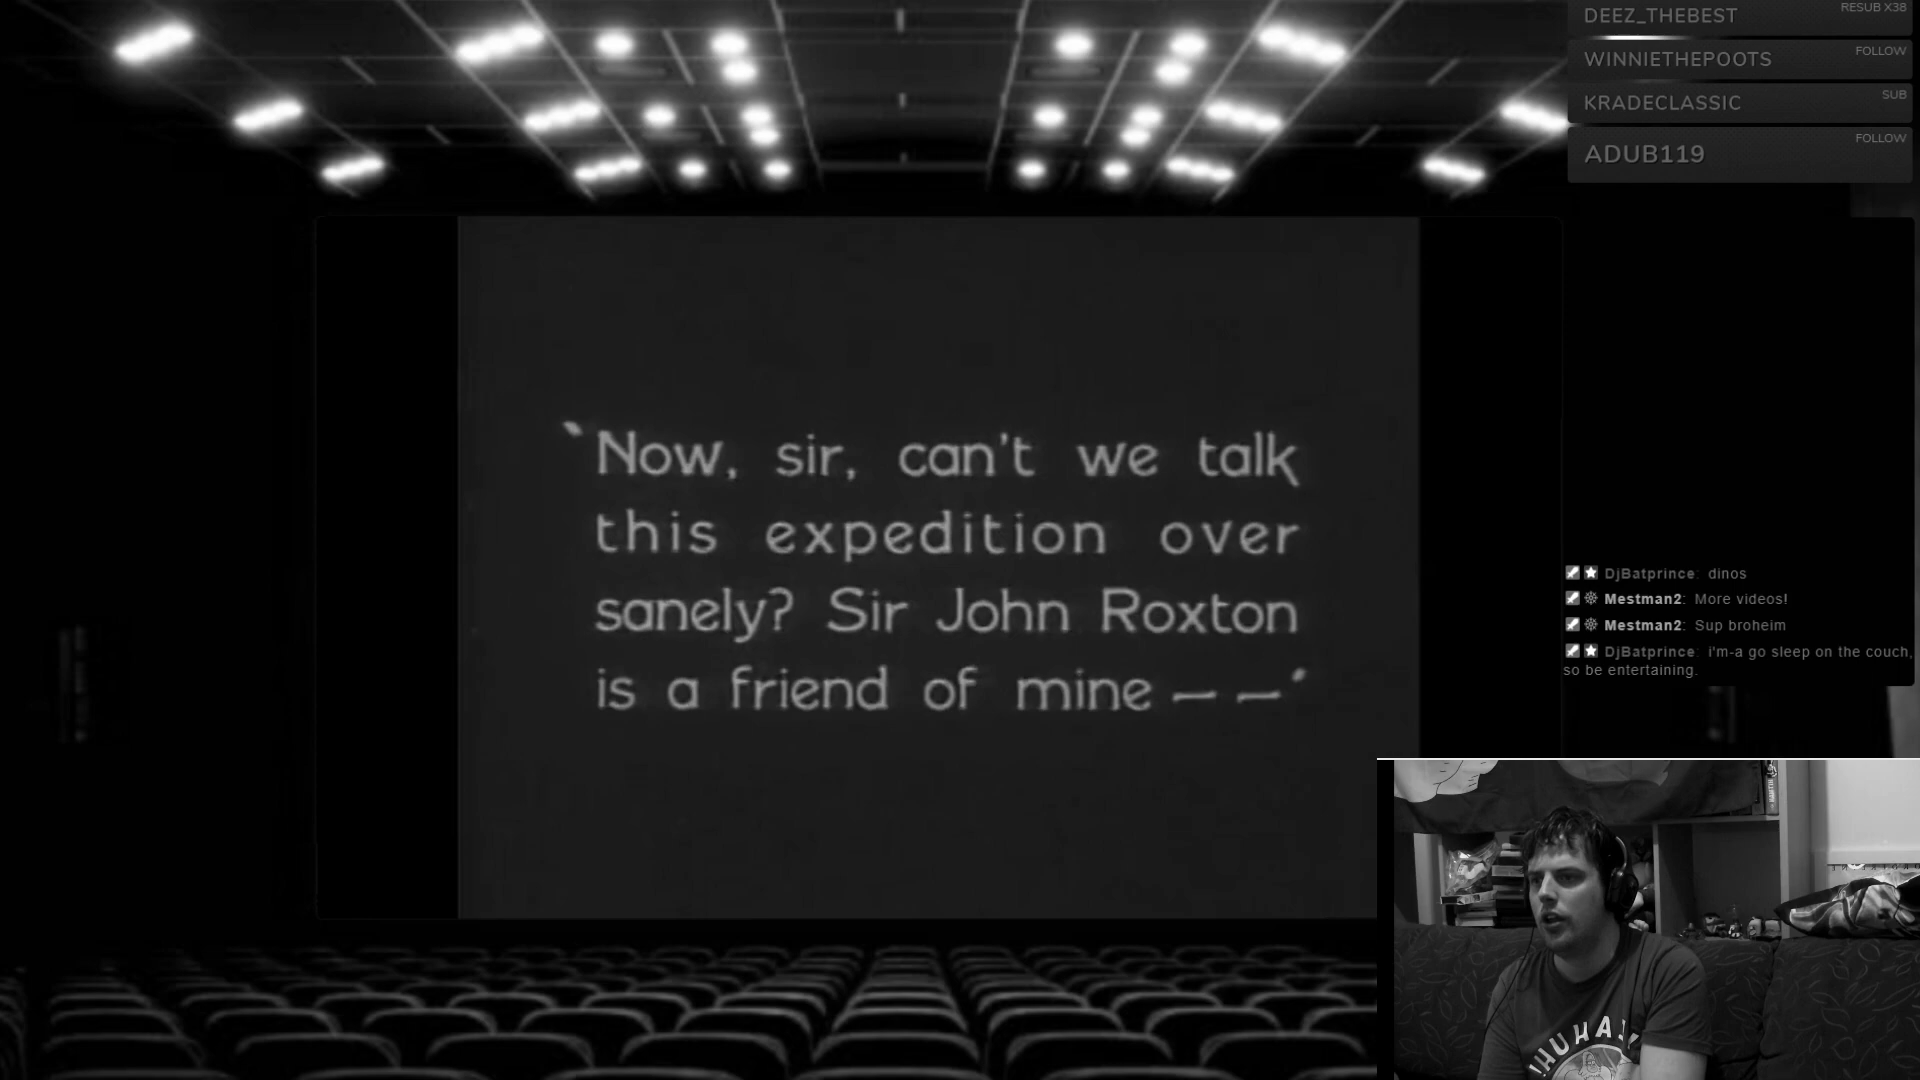 DEEZ_THEBEST RESUB X38
WINNIETHEPOOTS FOLLOW
KRADECLASSIC SUB
ADUB119 FOLLOW
‘Now, sir, can't we talk
this expedition over
sanely? Sir John Roxton
is a friend of mine — —’
DjBatprince: dinos
Mestman2: More videos!
Mestman2: Sup broheim
DjBatprince: i'm-a go sleep on the couch,
so be entertaining.